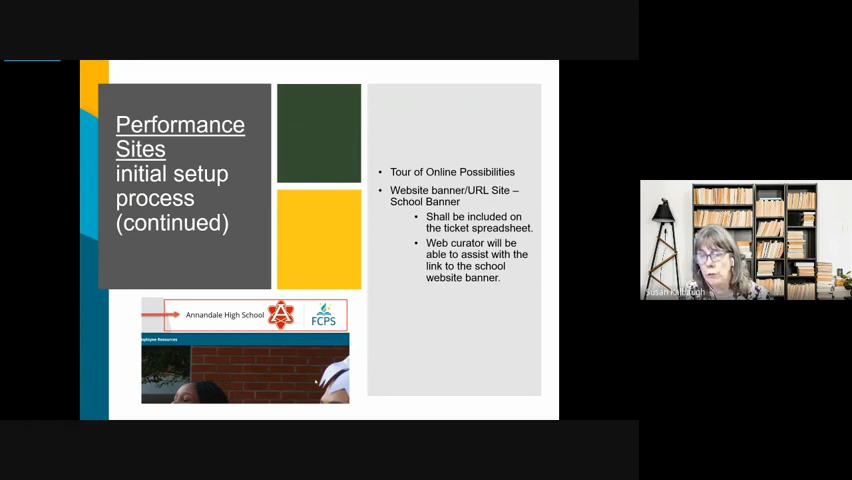 Performance
Sites
initial setup
process
(continued)
• Tour of Online Possibilities
• Website banner/URL Site –
School Banner
• Shall be included on
the ticket spreadsheet.
• Web curator will be
able to assist with the
link to the school
website banner.
Annandale High School
A
FCPS
Employee Resources
Susan